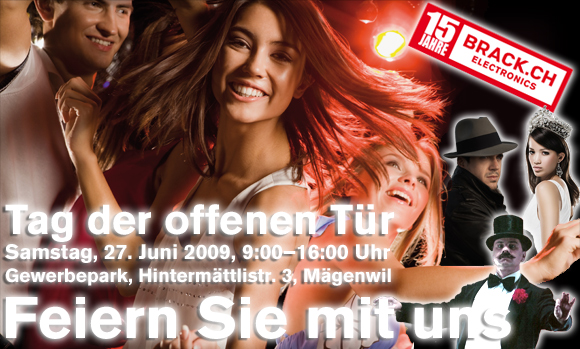 15
JAHRE
BRACK.CH
ELECTRONICS
Tag der offenen Tür
Samstag, 27. Juni 2009, 9:00–16:00 Uhr
Gewerbepark, Hintermättlistr. 3, Mägenwil
Feiern Sie mit uns